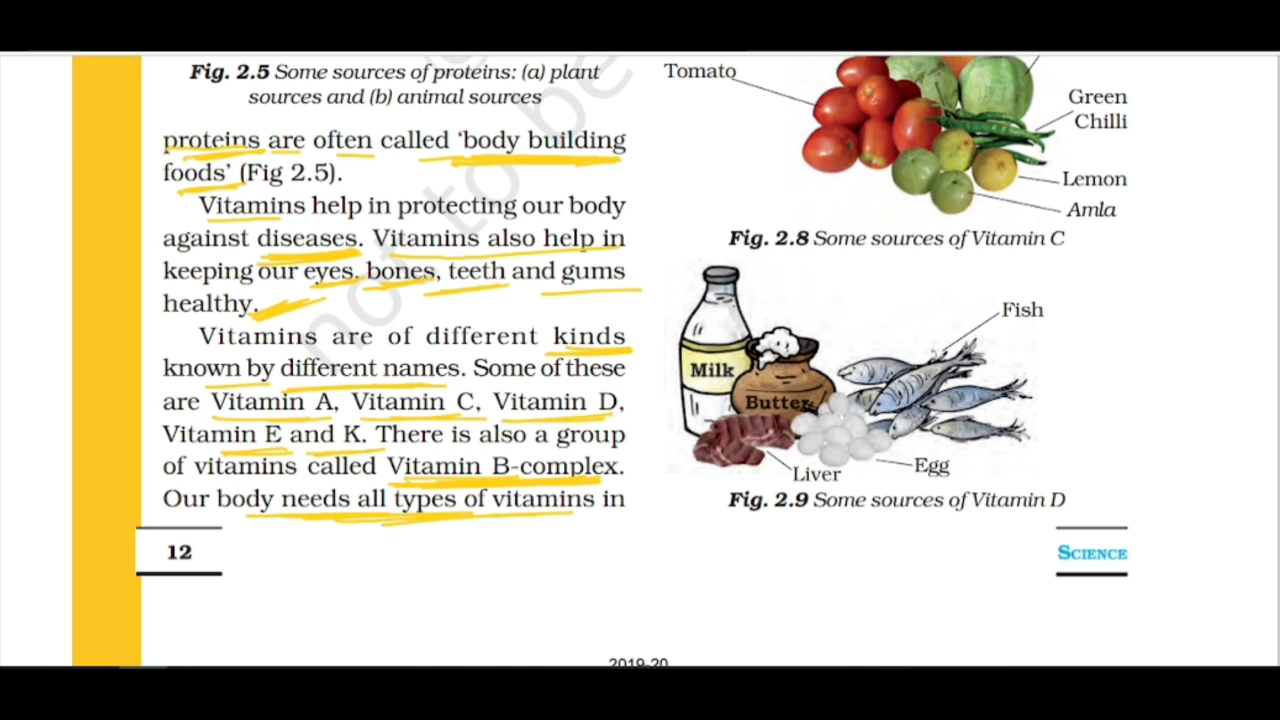 Fig. 2.5 Some sources of proteins: (a) plant
sources and (b) animal sources
proteins are often called ‘body building
foods’ (Fig 2.5).
Vitamins help in protecting our body
against diseases. Vitamins also help in
keeping our eyes, bones, teeth and gums
healthy.
Vitamins are of different kinds
known by different names. Some of these
are Vitamin A, Vitamin C, Vitamin D,
Vitamin E and K. There is also a group
of vitamins called Vitamin B-complex.
Our body needs all types of vitamins in
12
Tomato
Green
Chilli
Lemon
Amla
Fig. 2.8 Some sources of Vitamin C
Fish
Milk
Butter
Liver
Egg
Fig. 2.9 Some sources of Vitamin D
SCIENCE
2019-20
not to be